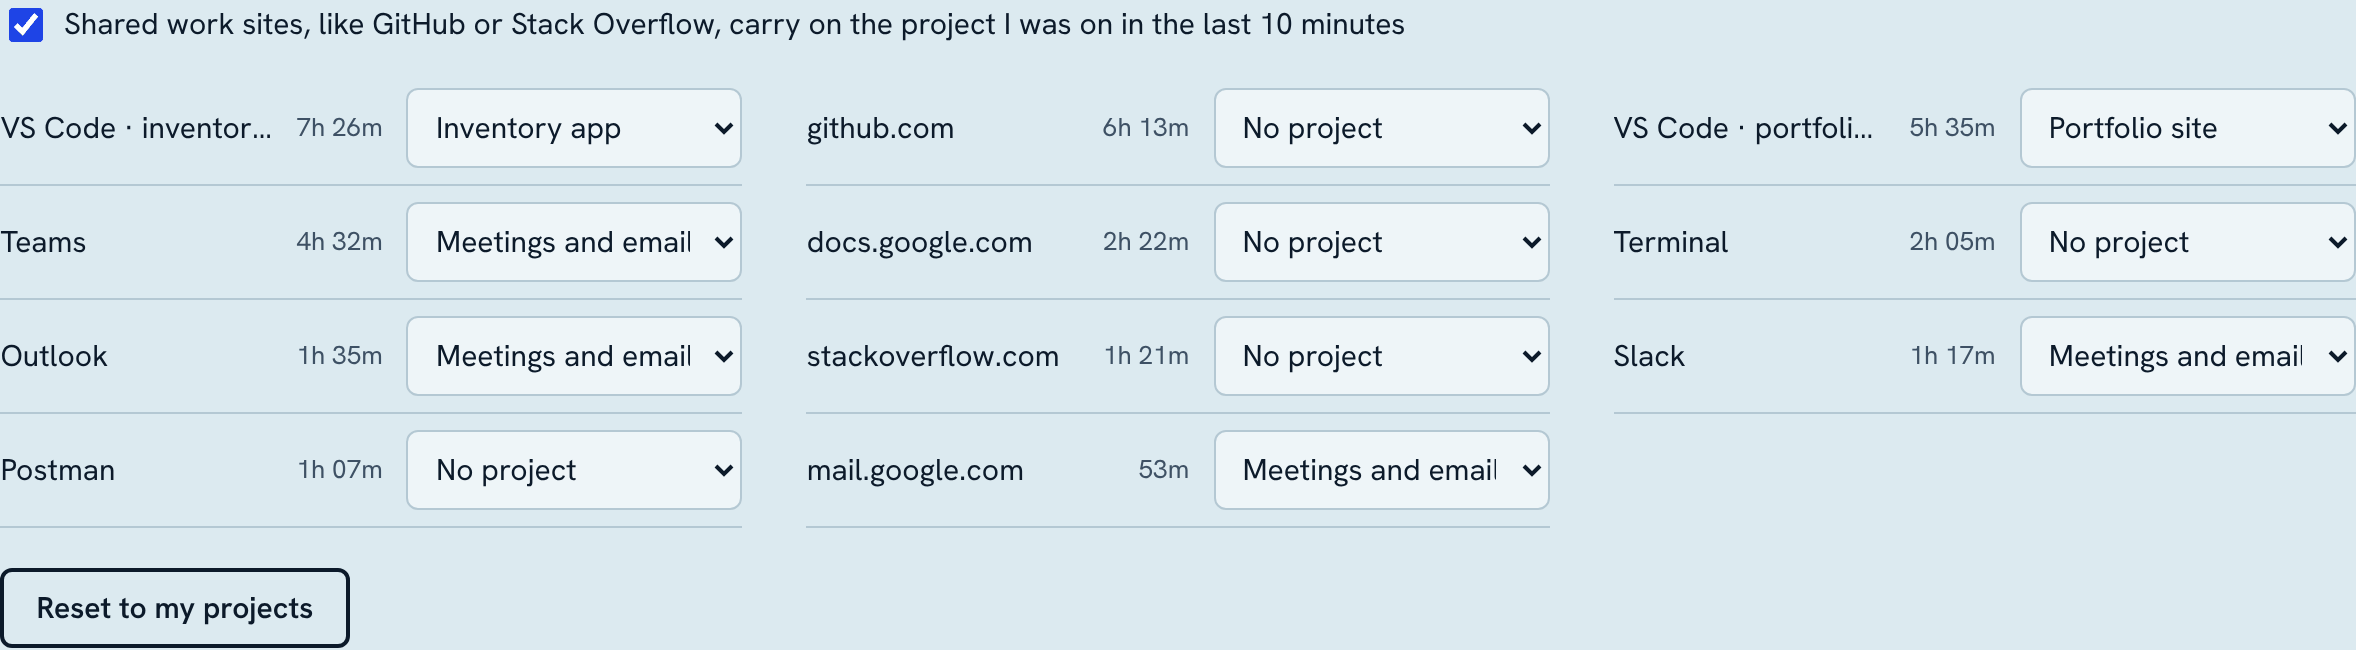 Shared work sites, like GitHub or Stack Overflow, carry on the project I was on in the last 10 minutes
VS Code · inventor... 7h 26m Inventory app github.com 6h 13m No project VS Code · portfoli... 5h 35m Portfolio site
Teams 4h 32m Meetings and email docs.google.com 2h 22m No project Terminal 2h 05m No project
Outlook 1h 35m Meetings and email stackoverflow.com 1h 21m No project Slack 1h 17m Meetings and email
Postman 1h 07m No project mail.google.com 53m Meetings and email
Reset to my projects